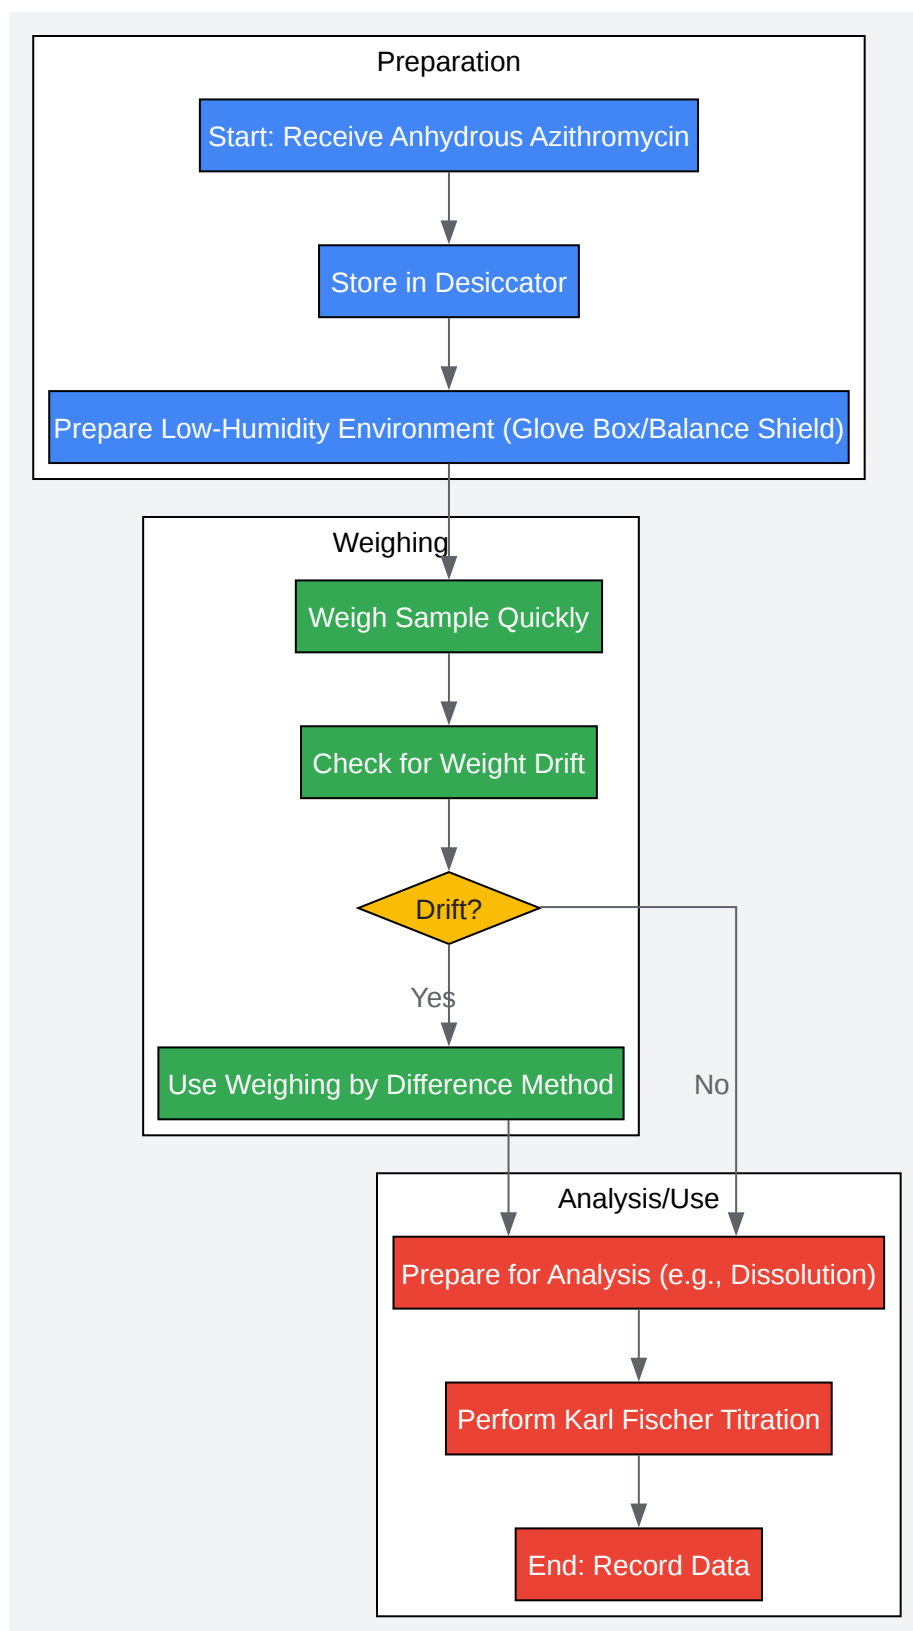 Preparation
Start: Receive Anhydrous Azithromycin
Store in Desiccator
Prepare Low-Humidity Environment (Glove Box/Balance Shield)
Weighing
Weigh Sample Quickly
Check for Weight Drift
Drift?
Yes
Use Weighing by Difference Method
No
Analysis/Use
Prepare for Analysis (e.g., Dissolution)
Perform Karl Fischer Titration
End: Record Data